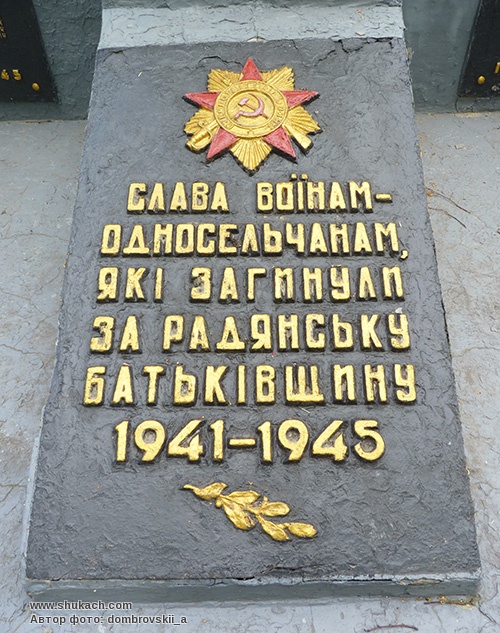 СЛАВА ВОЇНАМ–
ОДНОСЕЛЬЧАНАМ,
ЯКІ ЗАГИНУЛИ
ЗА РАДЯНСЬКУ
БАТЬКІВЩИНУ
1941–1945
www.shukach.com
Автор фото: dombrovskii_a